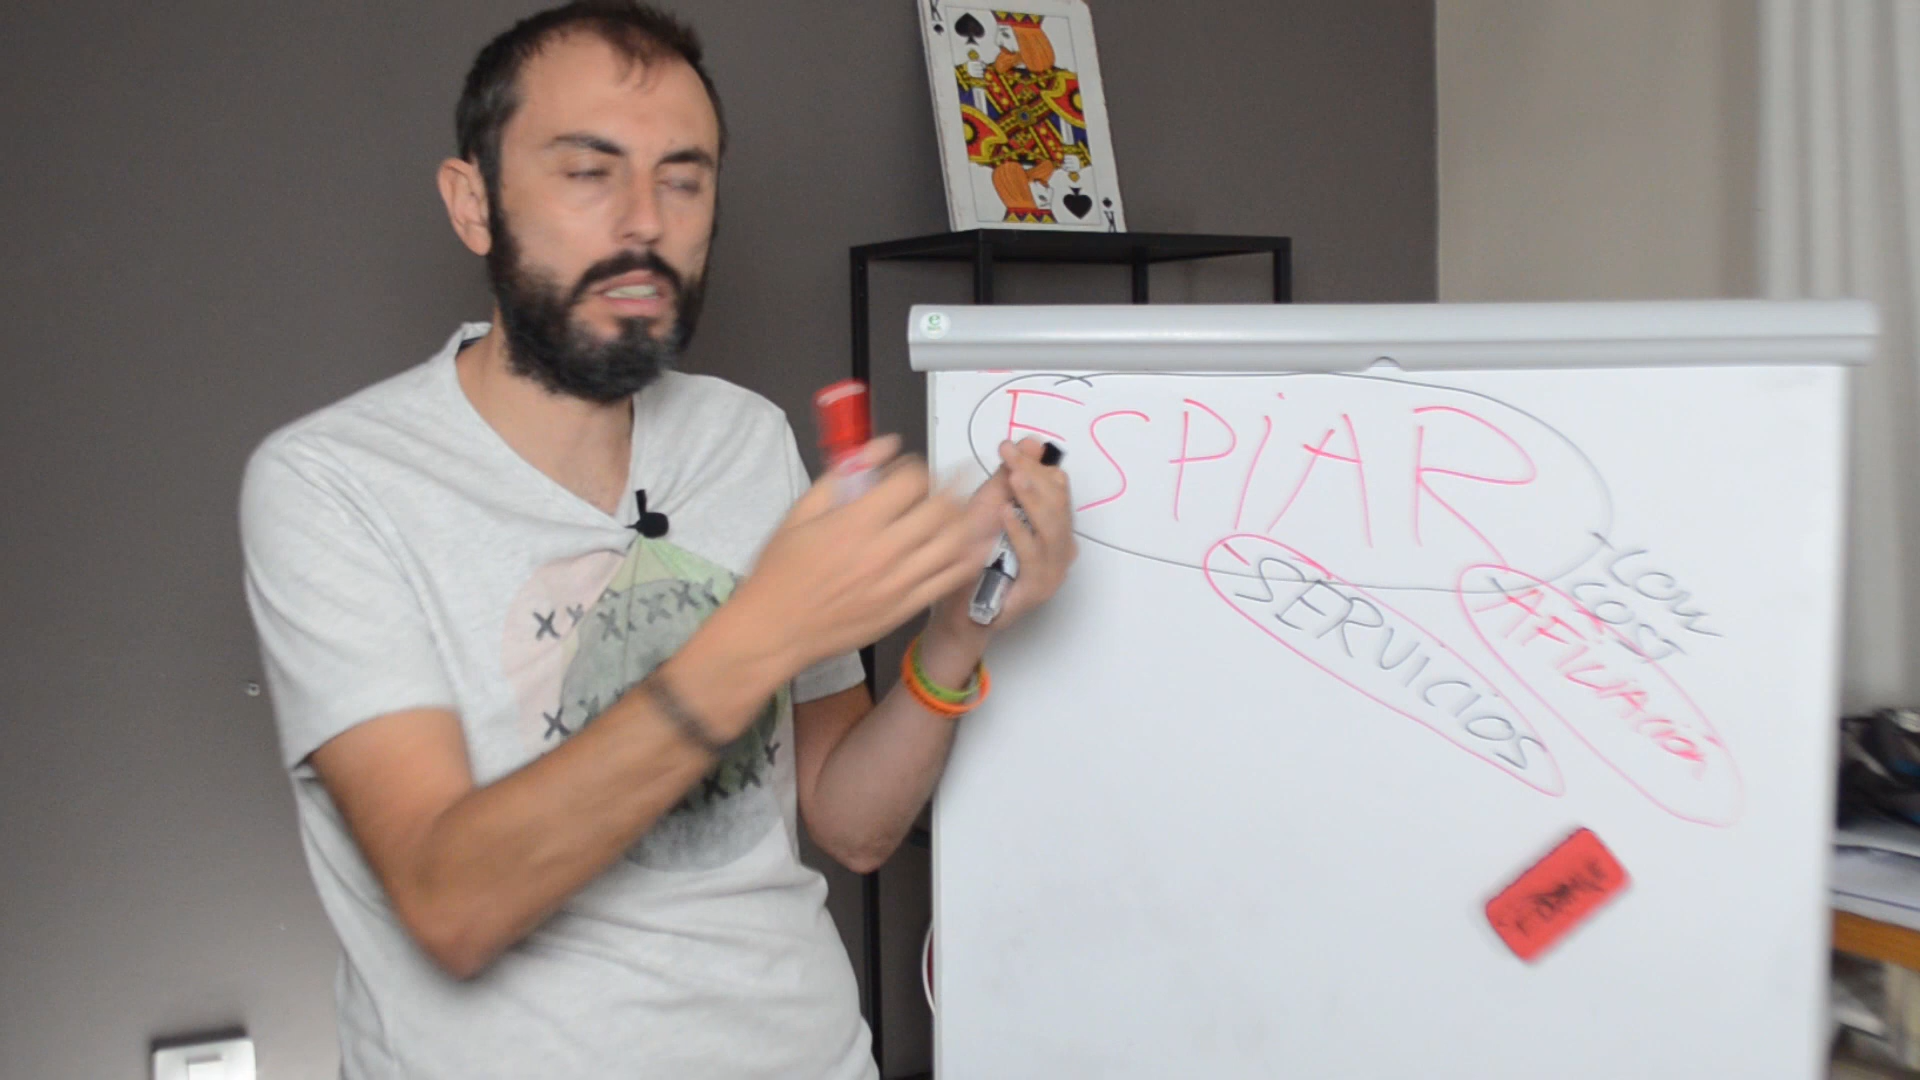 K
ESPiAR
LOW
COST
SERVICIOS
AFILIACIÓN
K